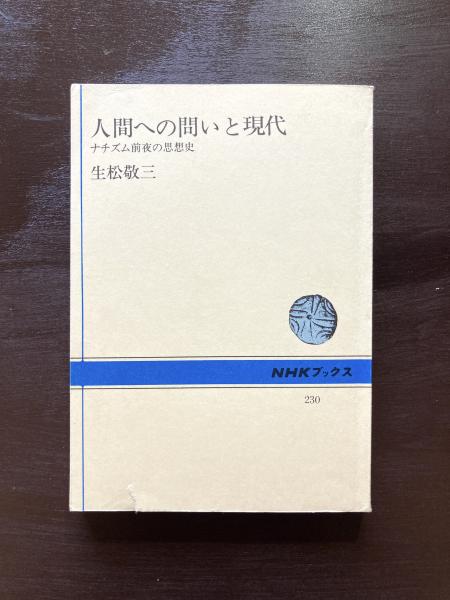 人間への問いと現代
ナチズム前夜の思想史
生松敬三
NHKブックス
230